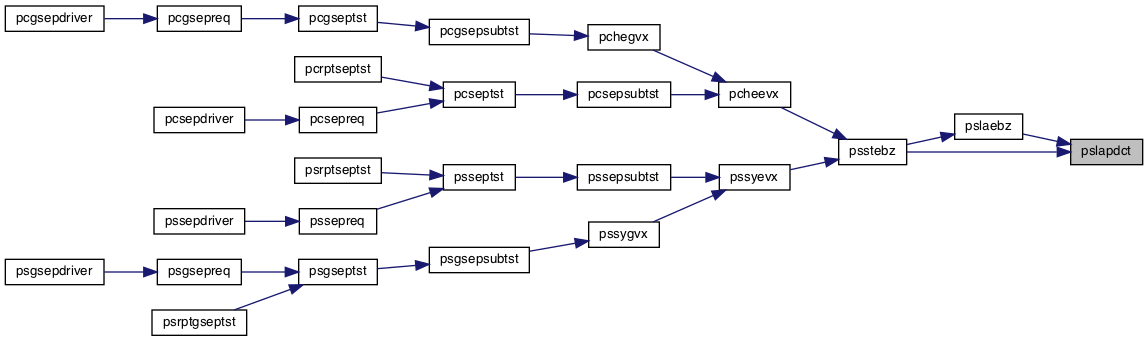 pcgsepdriver
pcgsepreq
pcgseptst
pcgsepsubtst
pchegvx
pcrptseptst
pcseptst
pcsepsubtst
pcheevx
pcsepdriver
pcsepreq
pslaebz
psstebz
pslapdct
psrptseptst
psseptst
pssepsubtst
pssyevx
pssepdriver
pssepreq
pssygvx
psgsepdriver
psgsepreq
psgseptst
psgsepsubtst
psrptgseptst